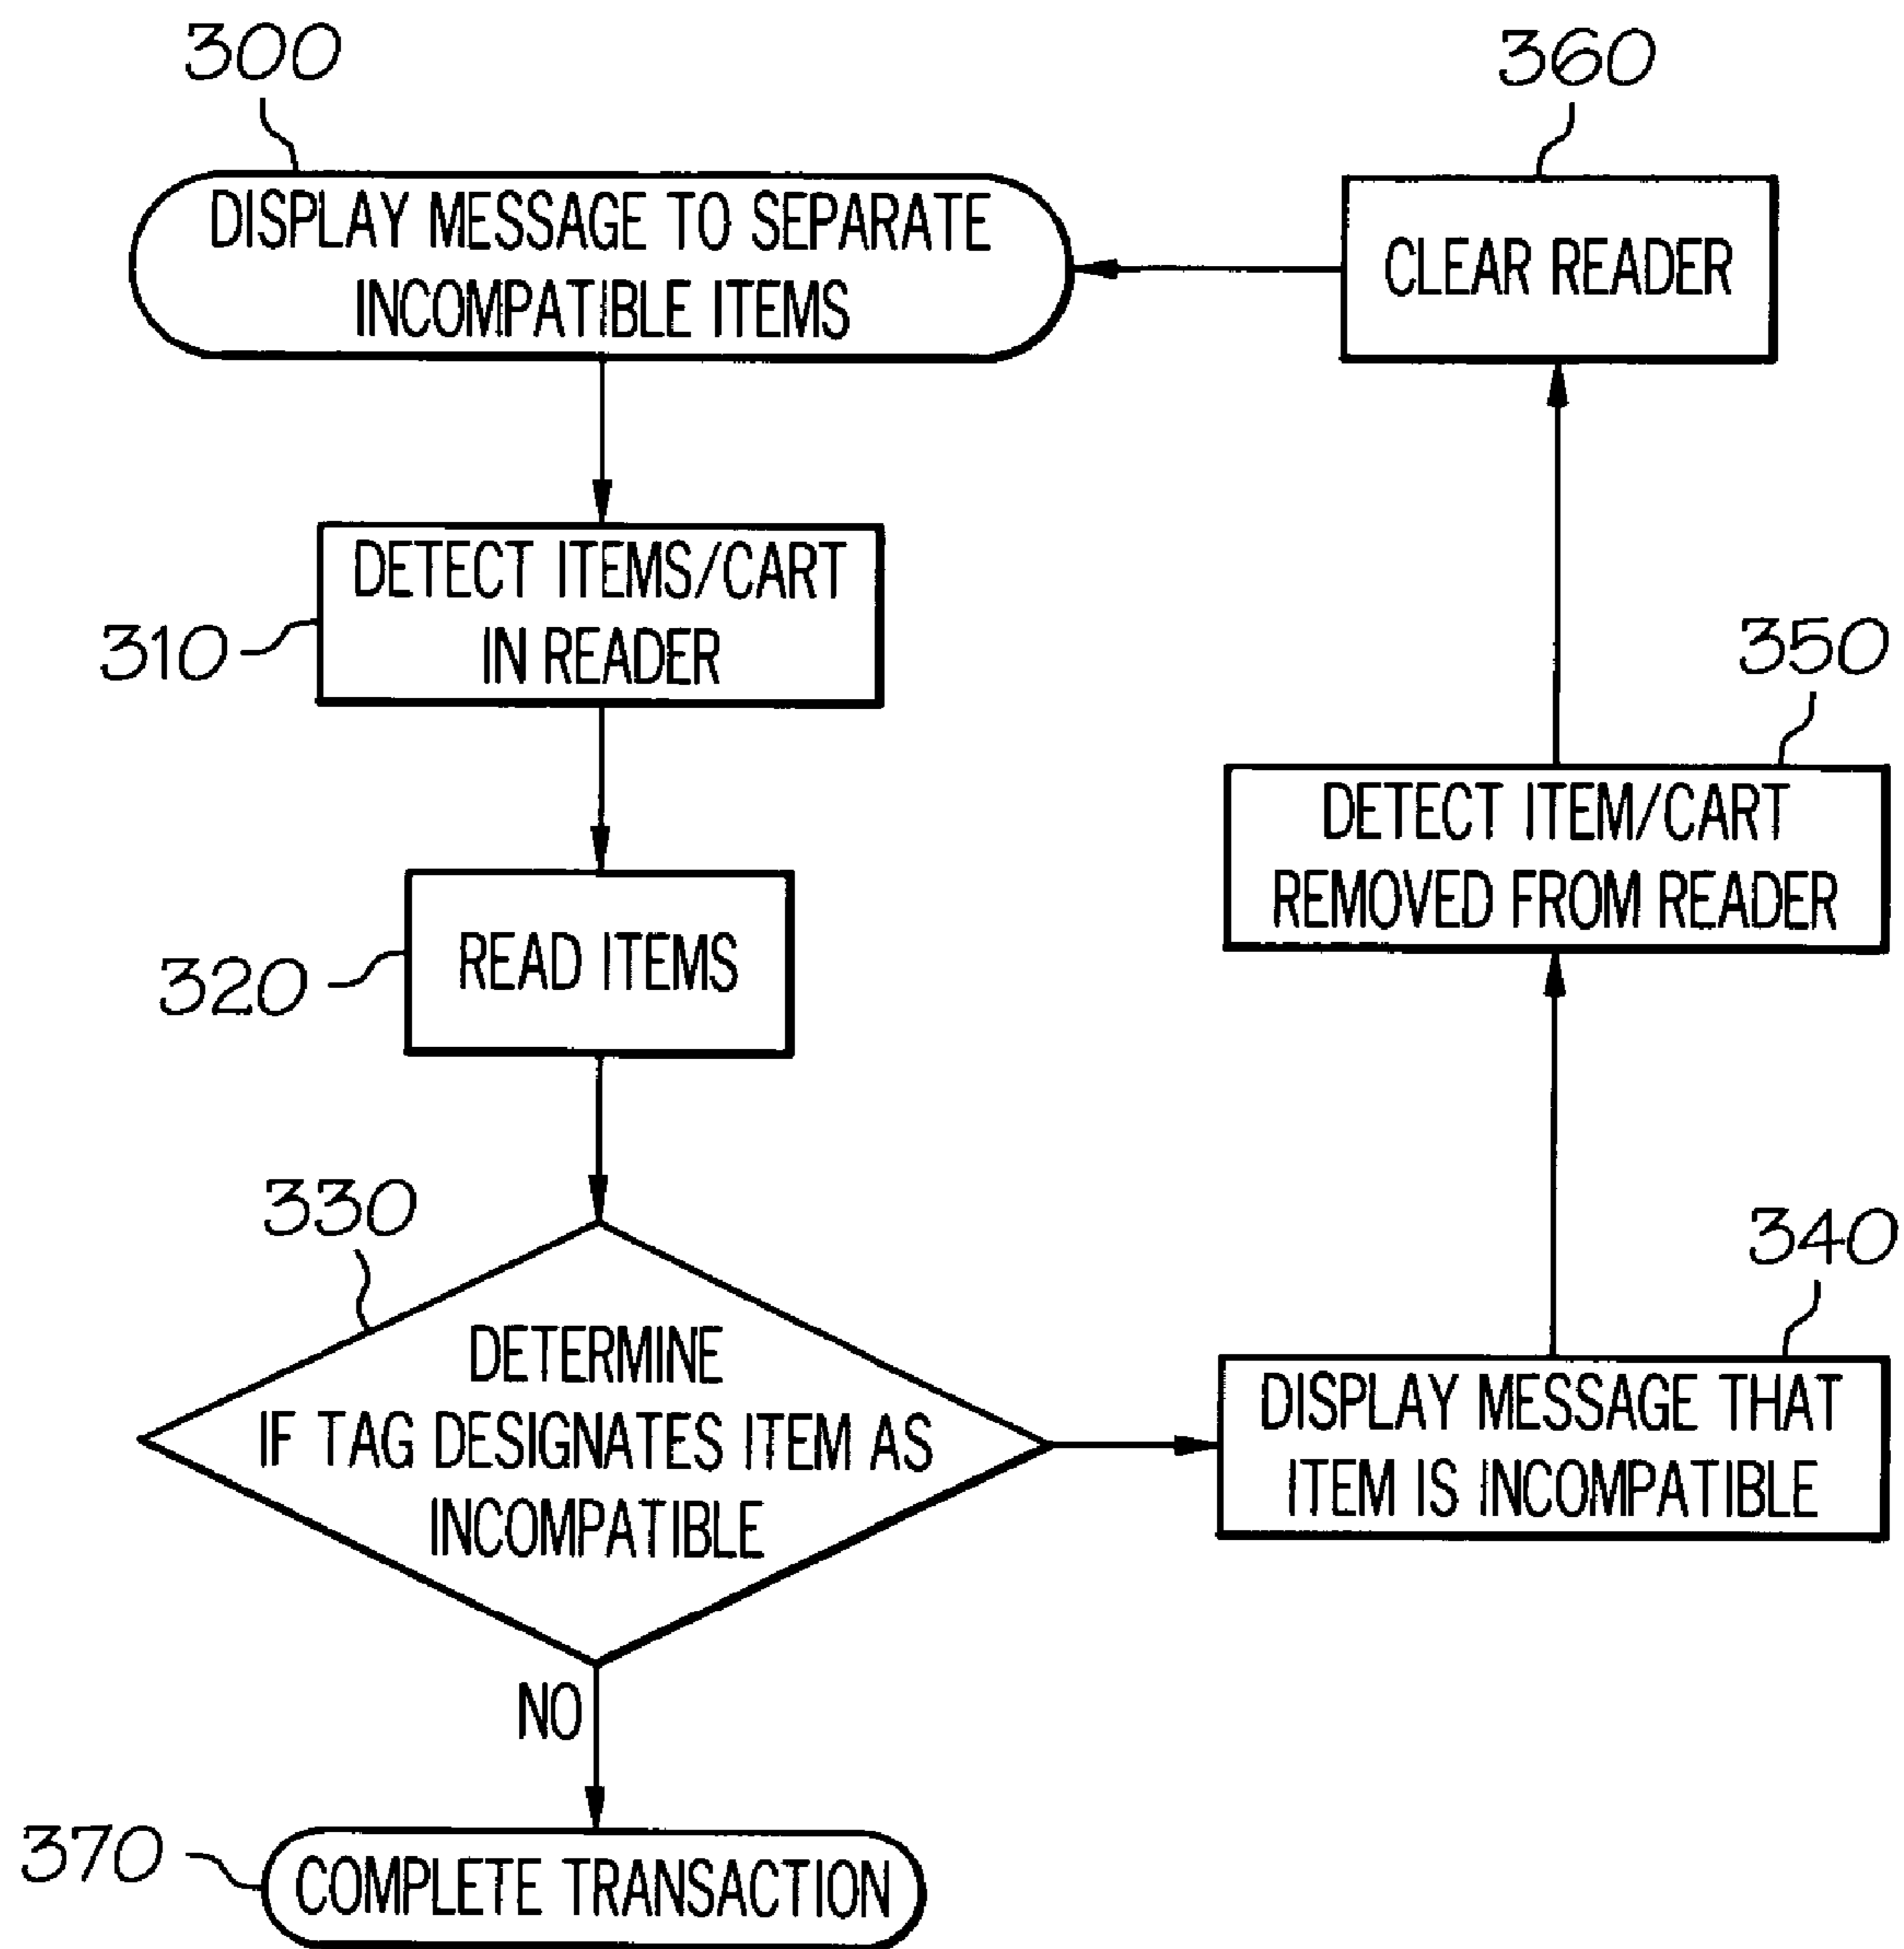 300
DISPLAY MESSAGE TO SEPARATE
INCOMPATIBLE ITEMS
360
CLEAR READER
310
DETECT ITEMS/CART
IN READER
350
DETECT ITEM/CART
REMOVED FROM READER
320
READ ITEMS
330
DETERMINE
IF TAG DESIGNATES ITEM AS
INCOMPATIBLE
340
DISPLAY MESSAGE THAT
ITEM IS INCOMPATIBLE
NO
370
COMPLETE TRANSACTION